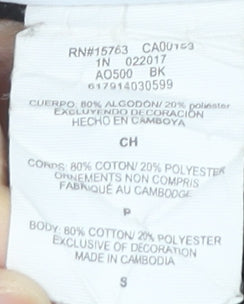 RN#15763 CA00153
1N 022017
AO500 BK
617914030599
CUERPO: 80% ALGODÓN/ 20% poliéster
EXCLUYENDO DECORACIÓN
HECHO EN CAMBOYA
CH
CORPS: 80% COTON/ 20% POLYESTER
ORNEMENTS NON COMPRIS
FABRIQUÉ AU CAMBODGE
P
BODY: 80% COTTON/ 20% POLYESTER
EXCLUSIVE OF DECORATION
MADE IN CAMBODIA
S